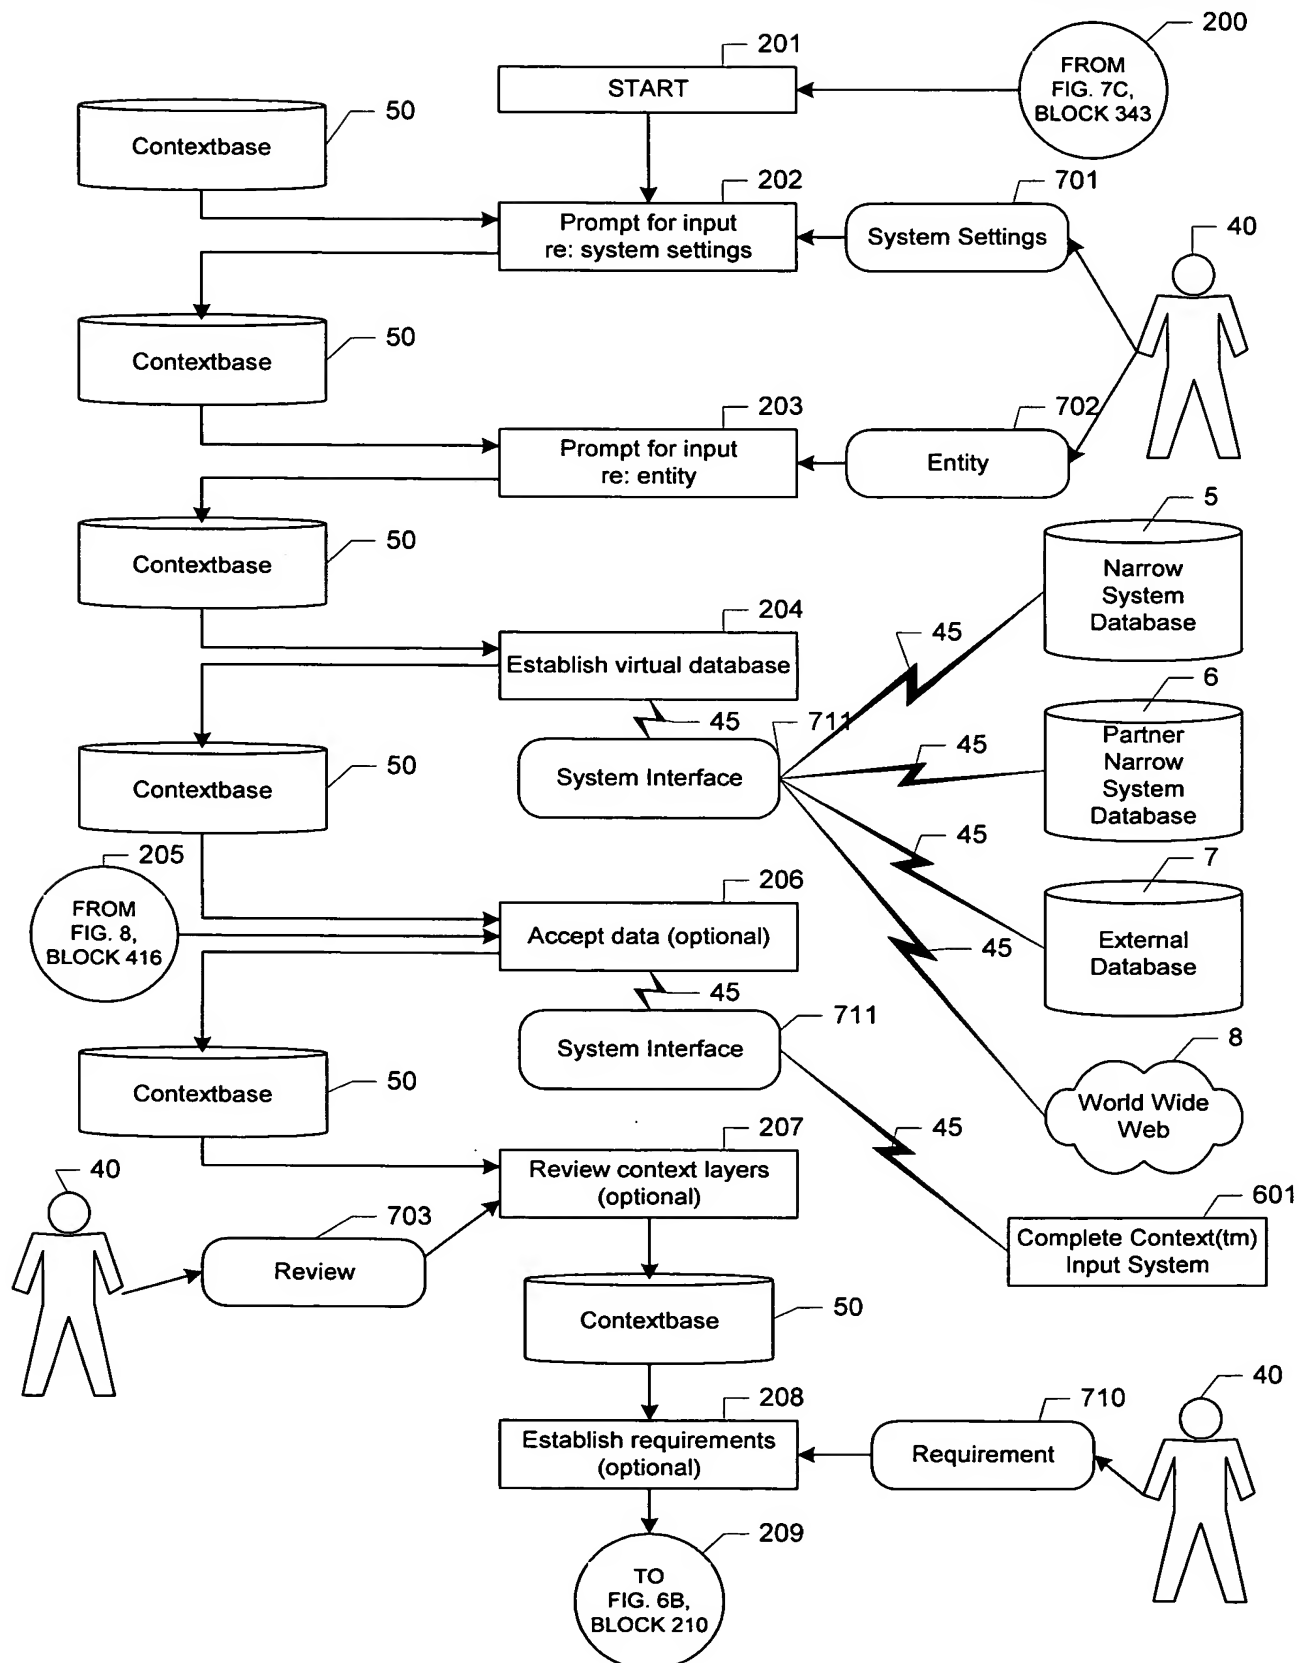 200
201
FROM
FIG. 7C,
BLOCK 343
START
50
Contextbase
202
701
Prompt for input
re: system settings
System Settings
40
50
Contextbase
203
702
Prompt for input
re: entity
Entity
5
50
Contextbase
Narrow
System
Database
204
45
Establish virtual database
6
45
711
45
Partner
Narrow
System
Database
50
Contextbase
System Interface
45
7
205
206
FROM
FIG. 8,
BLOCK 416
Accept data (optional)
45
External
Database
45
711
System Interface
8
50
Contextbase
World Wide
Web
207
45
40
Review context layers
(optional)
601
703
Complete Context(tm)
Input System
Review
50
Contextbase
208
710
40
Establish requirements
(optional)
Requirement
209
TO
FIG. 6B,
BLOCK 210